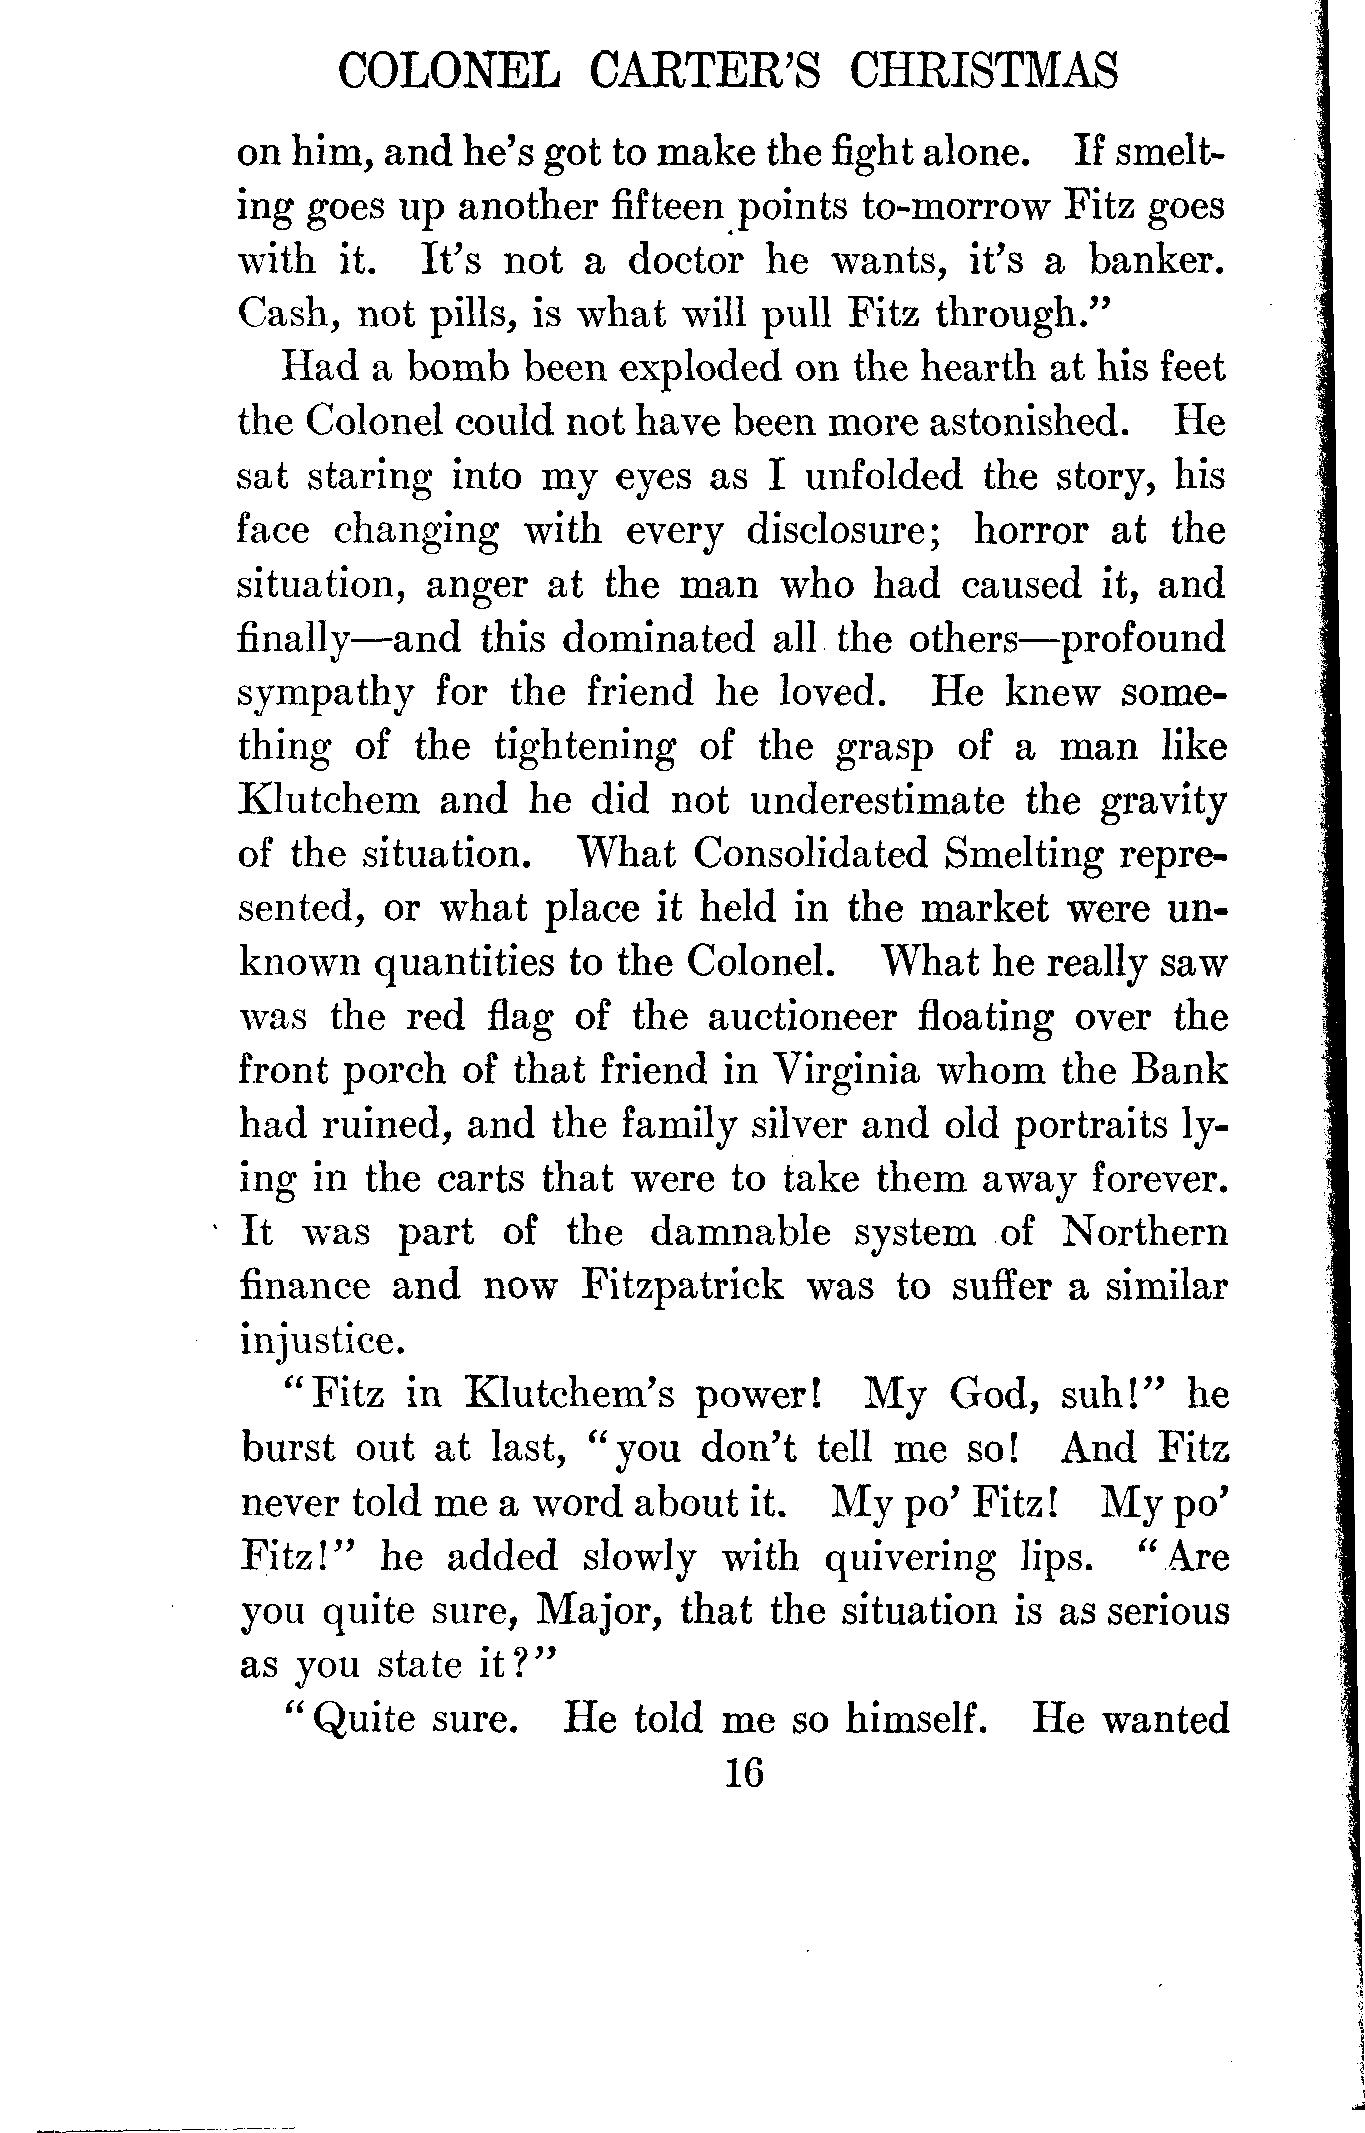 COLONEL CARTER'S CHRISTMAS
on him, and he's got to make the fight alone. If smelt-
ing goes up another fifteen points to-morrow Fitz goes
with it. It's not a doctor he wants, it's a banker.
Cash, not pills, is what will pull Fitz through."
Had a bomb been exploded on the hearth at his feet
the Colonel could not have been more astonished. He
sat staring into my eyes as I unfolded the story, his
face changing with every disclosure; horror at the
situation, anger at the man who had caused it, and
finally—and this dominated all the others—profound
sympathy for the friend he loved. He knew some-
thing of the tightening of the grasp of a man like
Klutchem and he did not underestimate the gravity
of the situation. What Consolidated Smelting repre-
sented, or what place it held in the market were un-
known quantities to the Colonel. What he really saw
was the red flag of the auctioneer floating over the
front porch of that friend in Virginia whom the Bank
had ruined, and the family silver and old portraits ly-
ing in the carts that were to take them away forever.
It was part of the damnable system of Northern
finance and now Fitzpatrick was to suffer a similar
injustice.
"Fitz in Klutchem's power! My God, suh!" he
burst out at last, "you don't tell me so! And Fitz
never told me a word about it. My po' Fitz! My po'
Fitz!" he added slowly with quivering lips. "Are
you quite sure, Major, that the situation is as serious
as you state it?"
"Quite sure. He told me so himself. He wanted
16